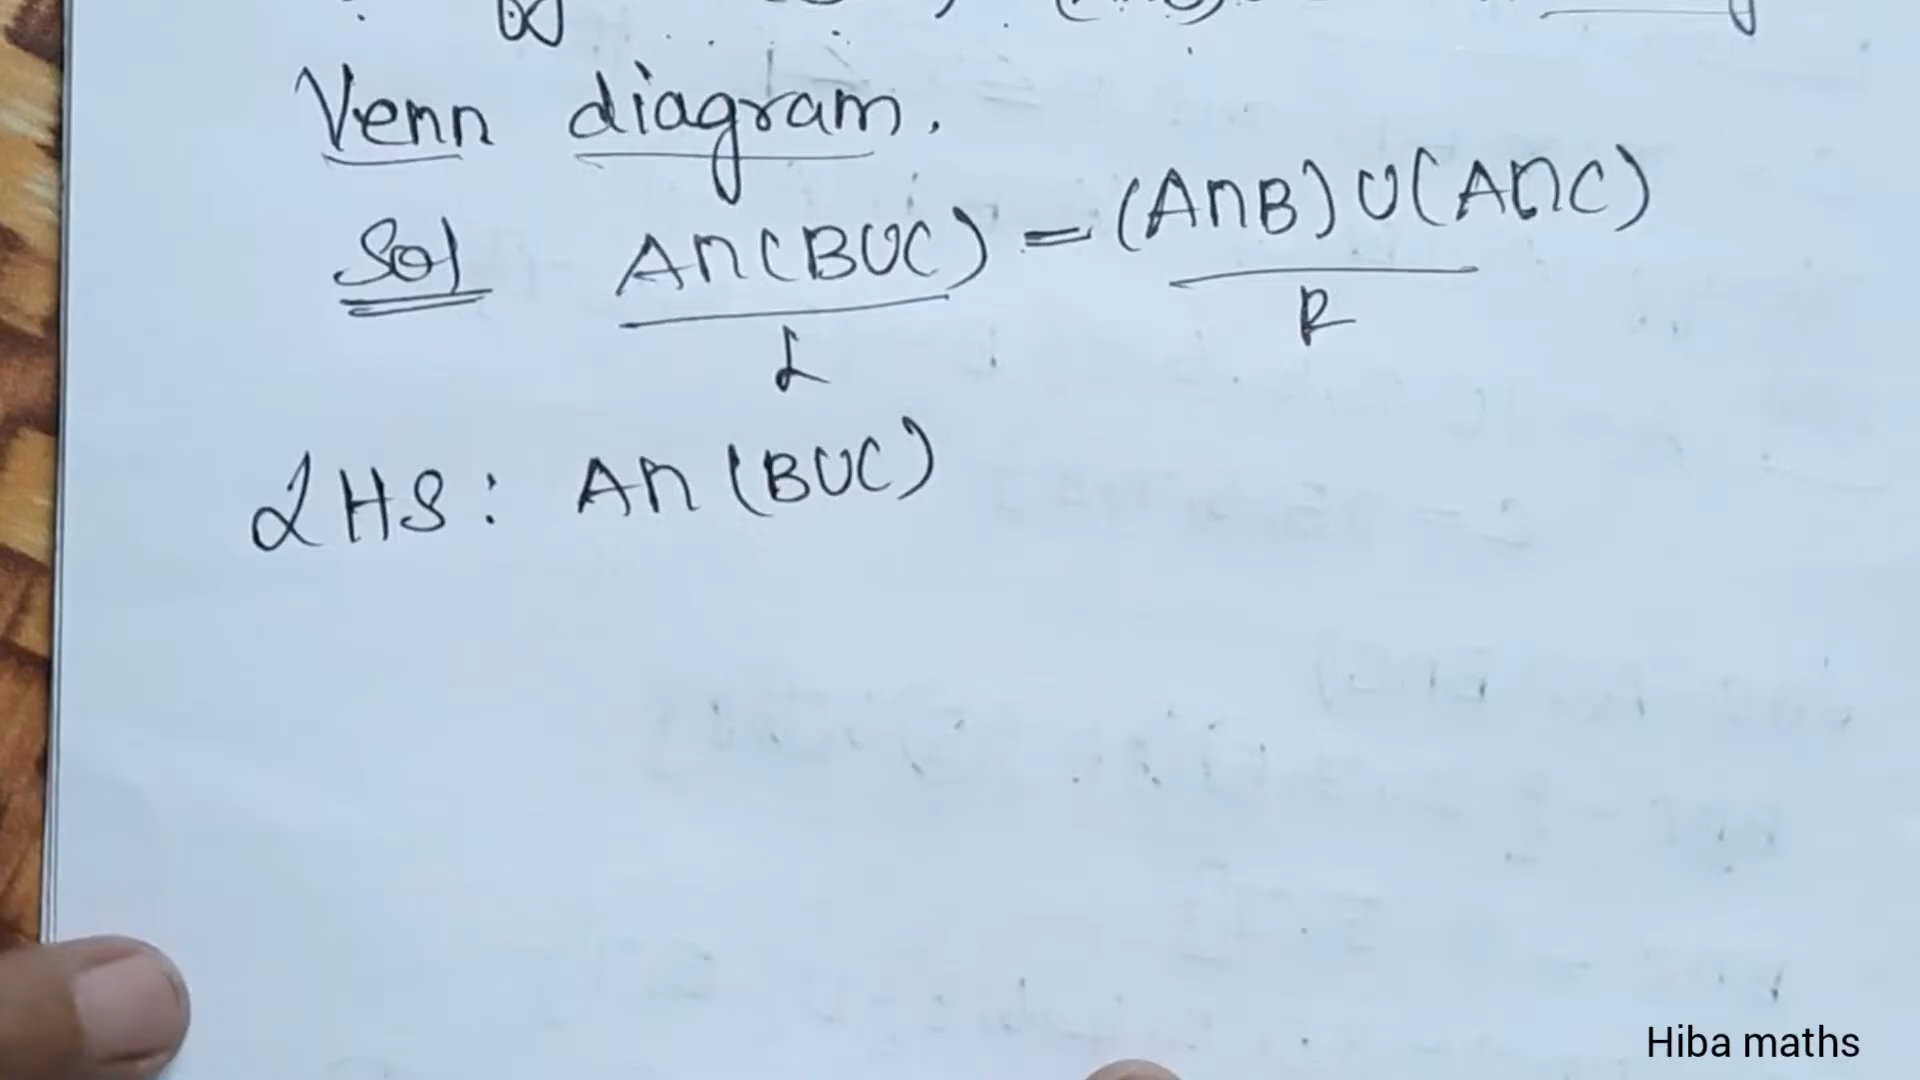 Venn diagram.
Sol A∩(B∪C) = (A∩B)∪(A∩C)
L R
LHS: A∩(B∪C)
Hiba maths